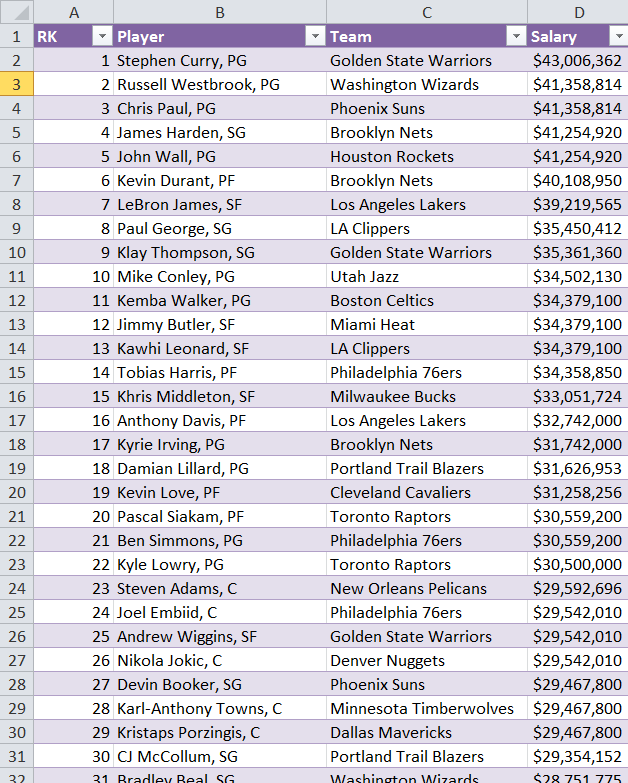 A B C D
1 RK Player Team Salary
2 1 Stephen Curry, PG Golden State Warriors $43,006,362
3 2 Russell Westbrook, PG Washington Wizards $41,358,814
4 3 Chris Paul, PG Phoenix Suns $41,358,814
5 4 James Harden, SG Brooklyn Nets $41,254,920
6 5 John Wall, PG Houston Rockets $41,254,920
7 6 Kevin Durant, PF Brooklyn Nets $40,108,950
8 7 LeBron James, SF Los Angeles Lakers $39,219,565
9 8 Paul George, SG LA Clippers $35,450,412
10 9 Klay Thompson, SG Golden State Warriors $35,361,360
11 10 Mike Conley, PG Utah Jazz $34,502,130
12 11 Kemba Walker, PG Boston Celtics $34,379,100
13 12 Jimmy Butler, SF Miami Heat $34,379,100
14 13 Kawhi Leonard, SF LA Clippers $34,379,100
15 14 Tobias Harris, PF Philadelphia 76ers $34,358,850
16 15 Khris Middleton, SF Milwaukee Bucks $33,051,724
17 16 Anthony Davis, PF Los Angeles Lakers $32,742,000
18 17 Kyrie Irving, PG Brooklyn Nets $31,742,000
19 18 Damian Lillard, PG Portland Trail Blazers $31,626,953
20 19 Kevin Love, PF Cleveland Cavaliers $31,258,256
21 20 Pascal Siakam, PF Toronto Raptors $30,559,200
22 21 Ben Simmons, PG Philadelphia 76ers $30,559,200
23 22 Kyle Lowry, PG Toronto Raptors $30,500,000
24 23 Steven Adams, C New Orleans Pelicans $29,592,696
25 24 Joel Embiid, C Philadelphia 76ers $29,542,010
26 25 Andrew Wiggins, SF Golden State Warriors $29,542,010
27 26 Nikola Jokic, C Denver Nuggets $29,542,010
28 27 Devin Booker, SG Phoenix Suns $29,467,800
29 28 Karl-Anthony Towns, C Minnesota Timberwolves $29,467,800
30 29 Kristaps Porzingis, C Dallas Mavericks $29,467,800
31 30 CJ McCollum, SG Portland Trail Blazers $29,354,152
32 31 Bradley Beal, SG Washington Wizards $28,751,775